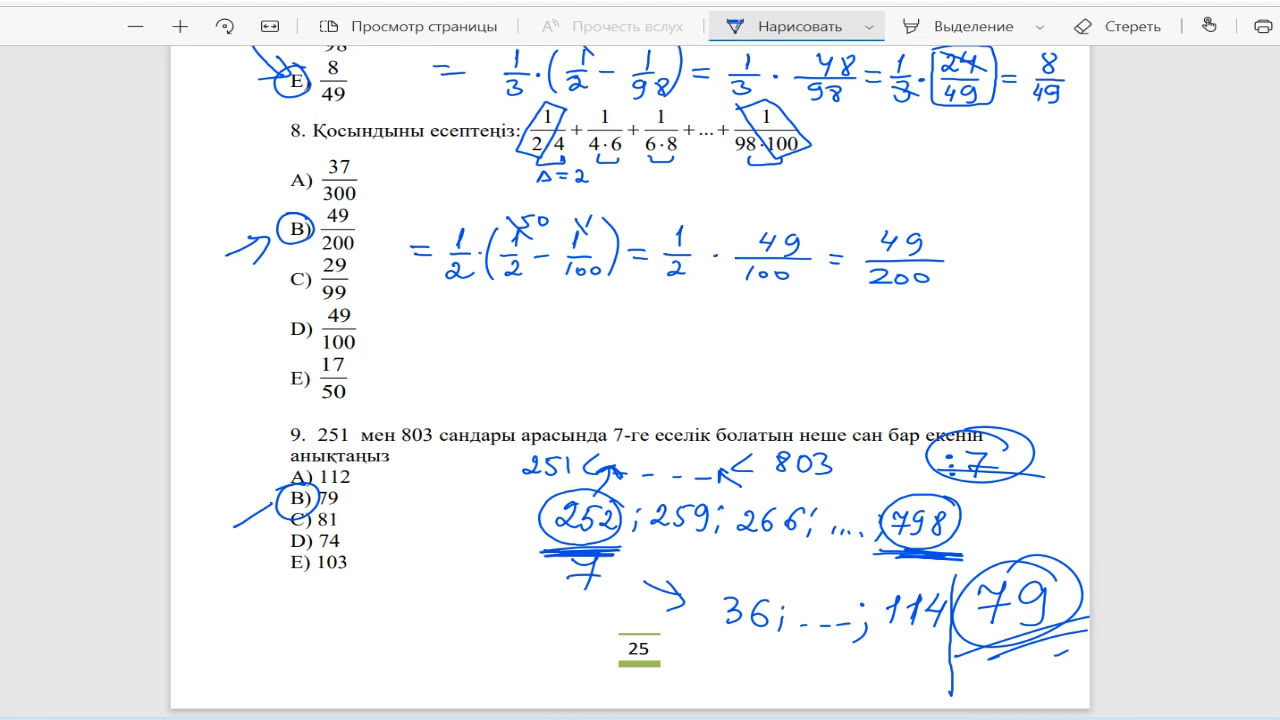 Просмотр страницы Прочесть вслух Нарисовать Выделение Стереть
98
E) 8/49 = 1/3 · (1/2 − 1/98) = 1/3 · 48/98 = 1/3 · 24/49 = 8/49
8. Қосындыны есептеңіз: 1/(2·4) + 1/(4·6) + 1/(6·8) + ... + 1/(98·100)
Δ = 2
A) 37/300
B) 49/200 = 1/2 · (1/2 − 1/100) = 1/2 · 49/100 = 49/200
50 1
C) 29/99
D) 49/100
E) 17/50
9. 251 мен 803 сандары арасында 7-ге еселік болатын неше сан бар екенін
анықтаңыз
251 < - - - < 803 :7
A) 112
B) 79
252 ; 259; 266; ....; 798
C) 81
D) 74
E) 103
7
36; - - -; 114 | 79
25